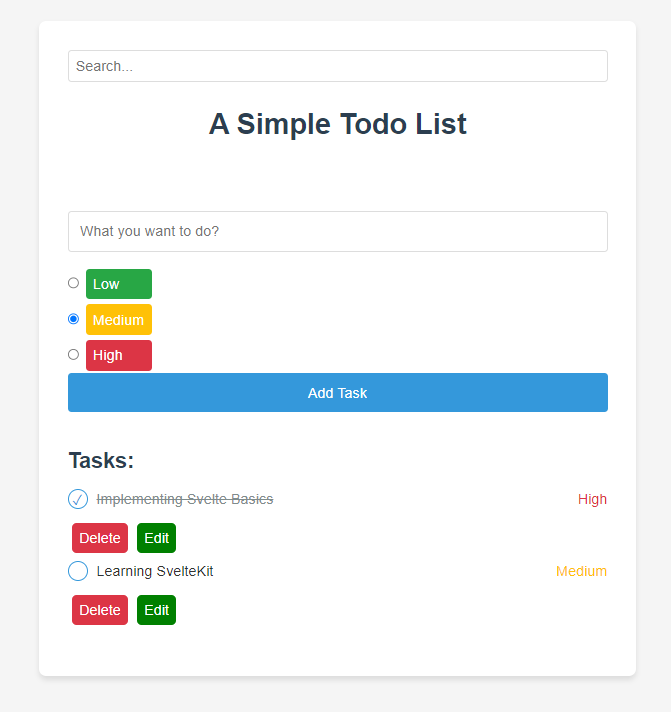 Search...
A Simple Todo List
What you want to do?
Low
Medium
High
Add Task
Tasks:
Implementing Svelte Basics High
Delete Edit
Learning SvelteKit Medium
Delete Edit